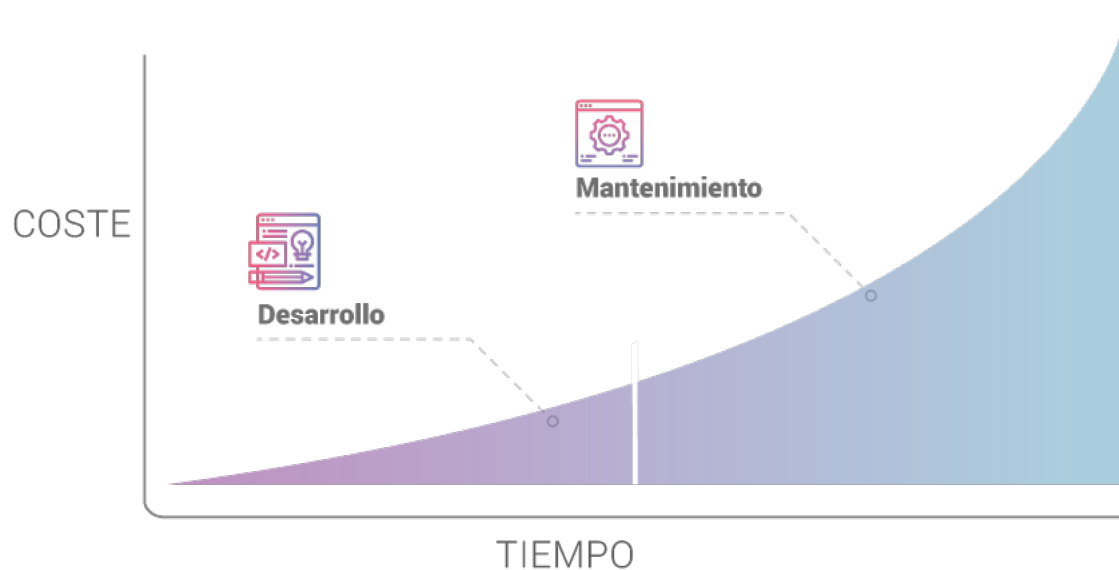 Mantenimiento
COSTE
</>
Desarrollo
TIEMPO